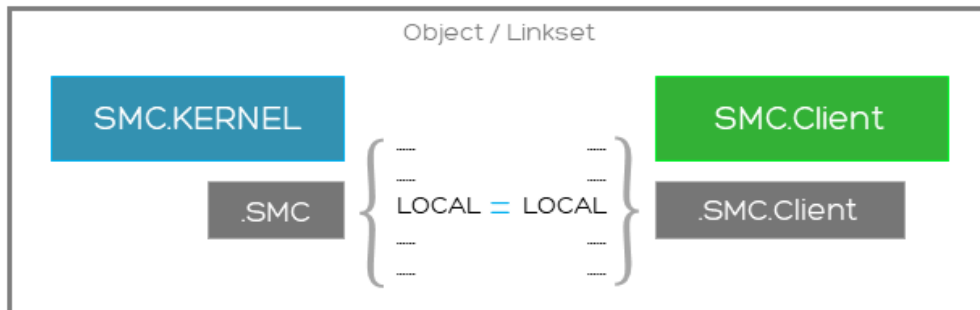 Object / Linkset
SMC.KERNEL
SMC.Client
.SMC
LOCAL = LOCAL
.SMC.Client